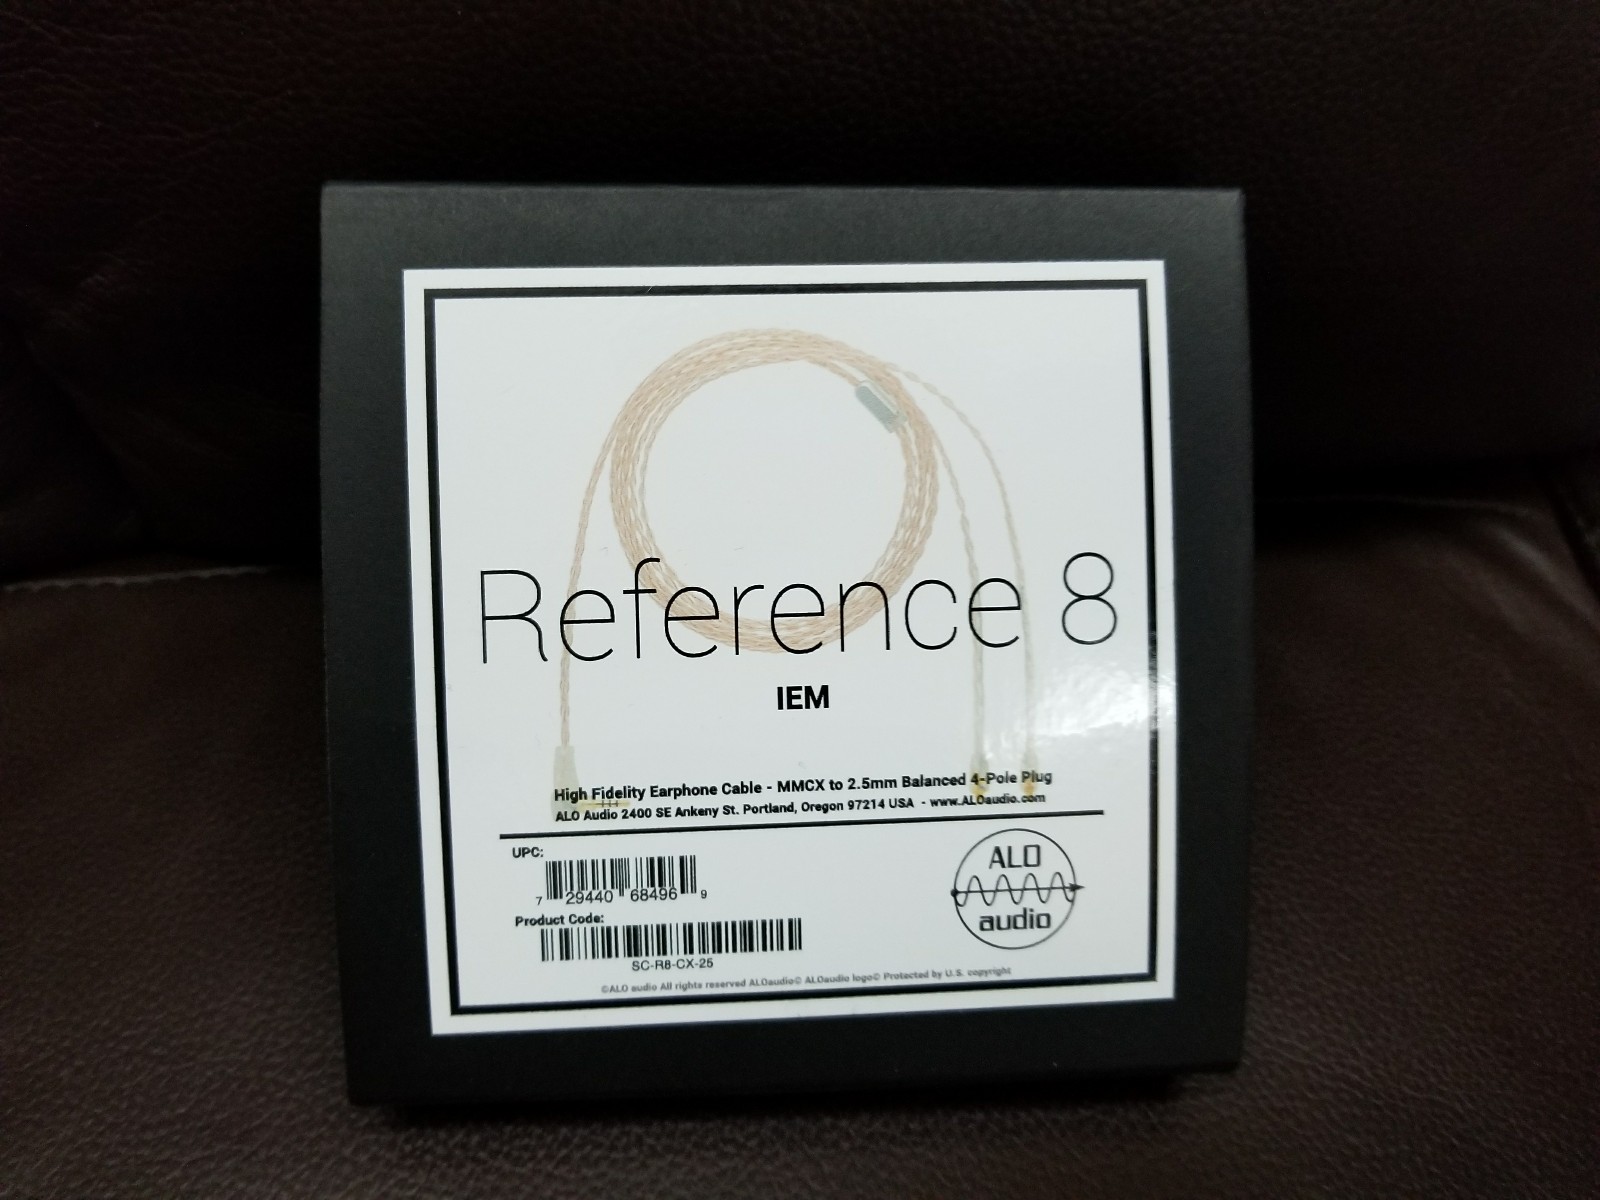 Reference 8
IEM
High Fidelity Earphone Cable - MMCX to 2.5mm Balanced 4-Pole Plug
ALO Audio 2400 SE Ankeny St. Portland, Oregon 97214 USA - www.ALOaudio.com
UPC:
7 29440 68496 9
Product Code:
SC-R8-CX-25
ALO
audio
©ALO audio All rights reserved ALOaudio© ALOaudio logo© Protected by U.S. copyright